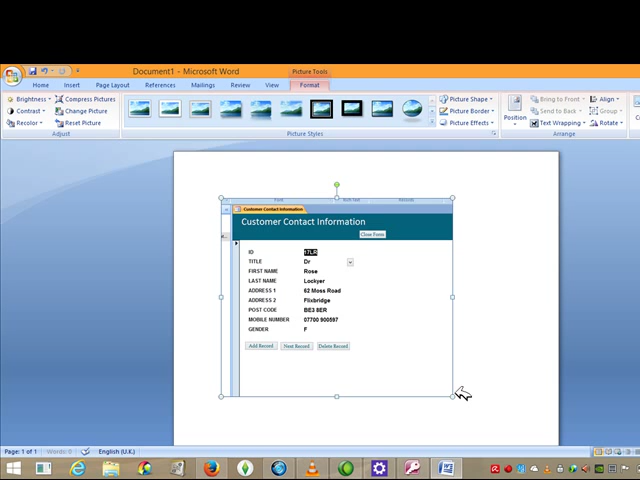 Document1 - Microsoft Word
Picture Tools
Home Insert Page Layout References Mailings Review View Format
Brightness Compress Pictures Picture Shape Bring to Front Align
Contrast Change Picture Picture Border Position Send to Back Group
Recolor Reset Picture Picture Effects Text Wrapping Rotate
Adjust Picture Styles Arrange
Customer Contact Information
Customer Contact Information
Close Form
ID 17LR
TITLE Dr
FIRST NAME Rose
LAST NAME Lockyer
ADDRESS 1 62 Moss Road
ADDRESS 2 Flixbridge
POST CODE BE3 8ER
MOBILE NUMBER 07700 900597
GENDER F
Add Record Next Record Delete Record
Page: 1 of 1 Words: 0 English (U.K.)